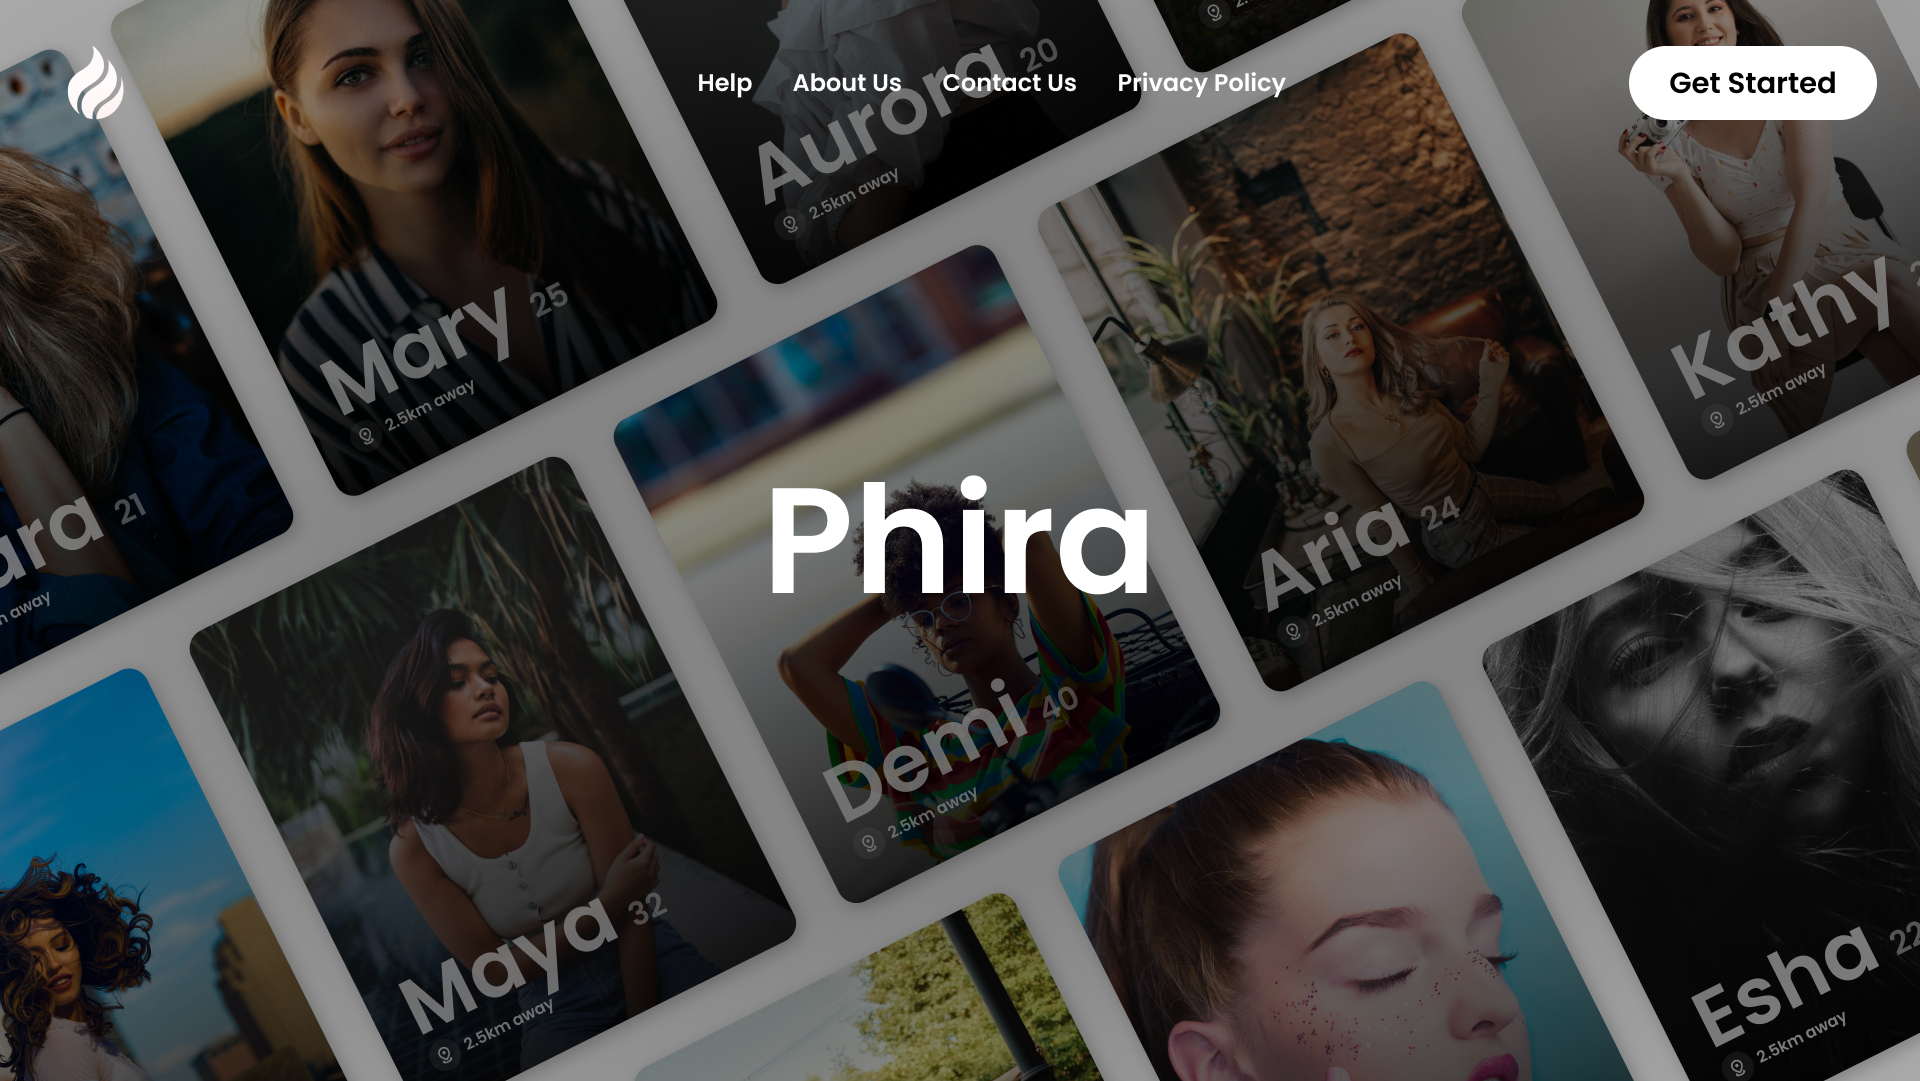 Help
About Us
Contact Us
Privacy Policy
Get Started
Phira
Aurora 20
2.5km away
Mary 25
2.5km away
Kathy
2.5km away
Aria 24
2.5km away
21
away
Demi 40
2.5km away
Maya 32
2.5km away
Esha 22
2.5km away